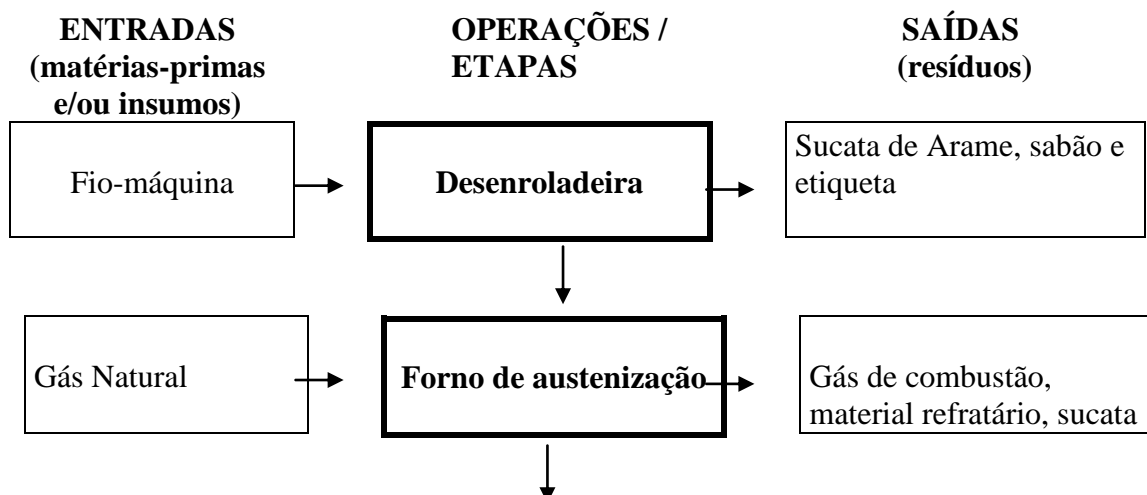 ENTRADAS
(matérias-primas
e/ou insumos)
OPERAÇÕES /
ETAPAS
SAÍDAS
(resíduos)
Fio-máquina
Desenroladeira
Sucata de Arame, sabão e
etiqueta
Gás Natural
Forno de austenização
Gás de combustão,
material refratário, sucata